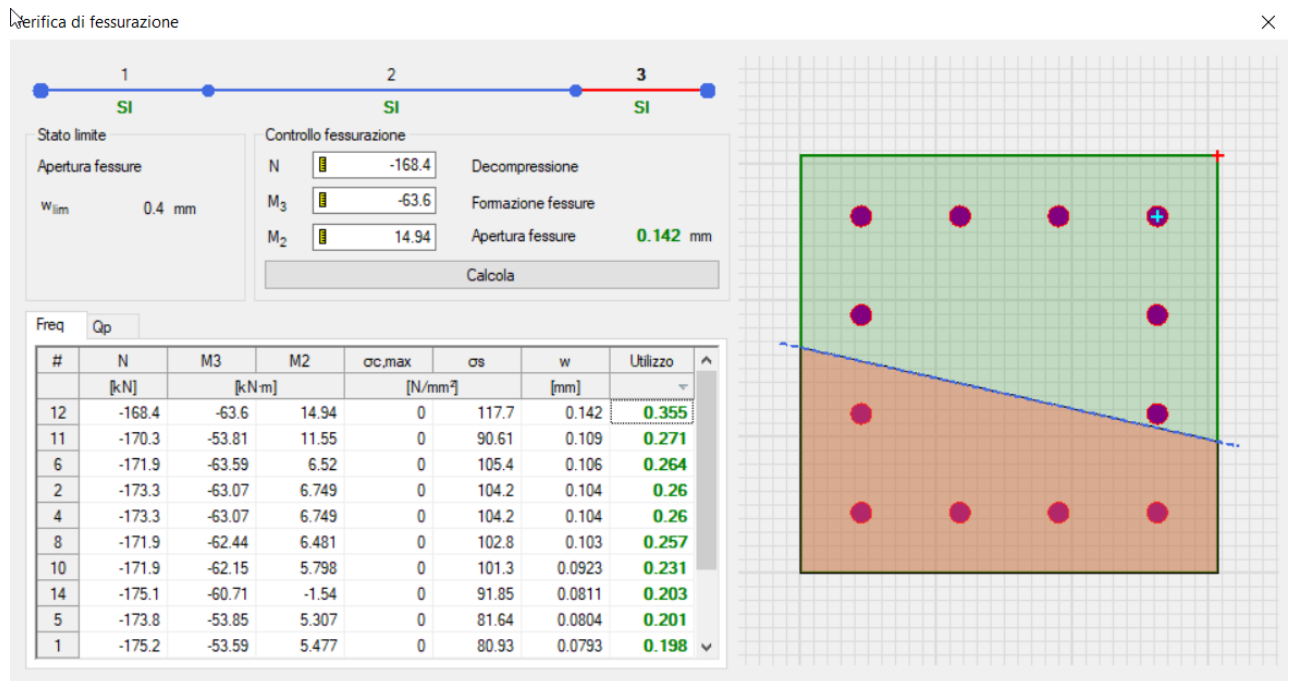 Verifica di fessurazione
1 2 3
SI SI SI
Stato limite
Apertura fessure
wlim 0.4 mm
Controllo fessurazione
N -168.4 Decompressione
M3 -63.6 Formazione fessure
M2 14.94 Apertura fessure 0.142 mm
Calcola
Freq Qp
# N M3 M2 σc,max σs w Utilizzo
[kN] [kN·m] [N/mm²] [mm]
12 -168.4 -63.6 14.94 0 117.7 0.142 0.355
11 -170.3 -53.81 11.55 0 90.61 0.109 0.271
6 -171.9 -63.59 6.52 0 105.4 0.106 0.264
2 -173.3 -63.07 6.749 0 104.2 0.104 0.26
4 -173.3 -63.07 6.749 0 104.2 0.104 0.26
8 -171.9 -62.44 6.481 0 102.8 0.103 0.257
10 -171.9 -62.15 5.798 0 101.3 0.0923 0.231
14 -175.1 -60.71 -1.54 0 91.85 0.0811 0.203
5 -173.8 -53.85 5.307 0 81.64 0.0804 0.201
1 -175.2 -53.59 5.477 0 80.93 0.0793 0.198